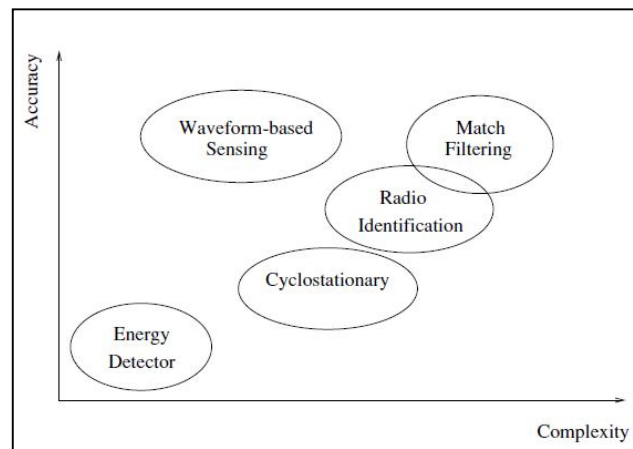 Accuracy
Waveform-based
Sensing
Match
Filtering
Radio
Identification
Cyclostationary
Energy
Detector
Complexity